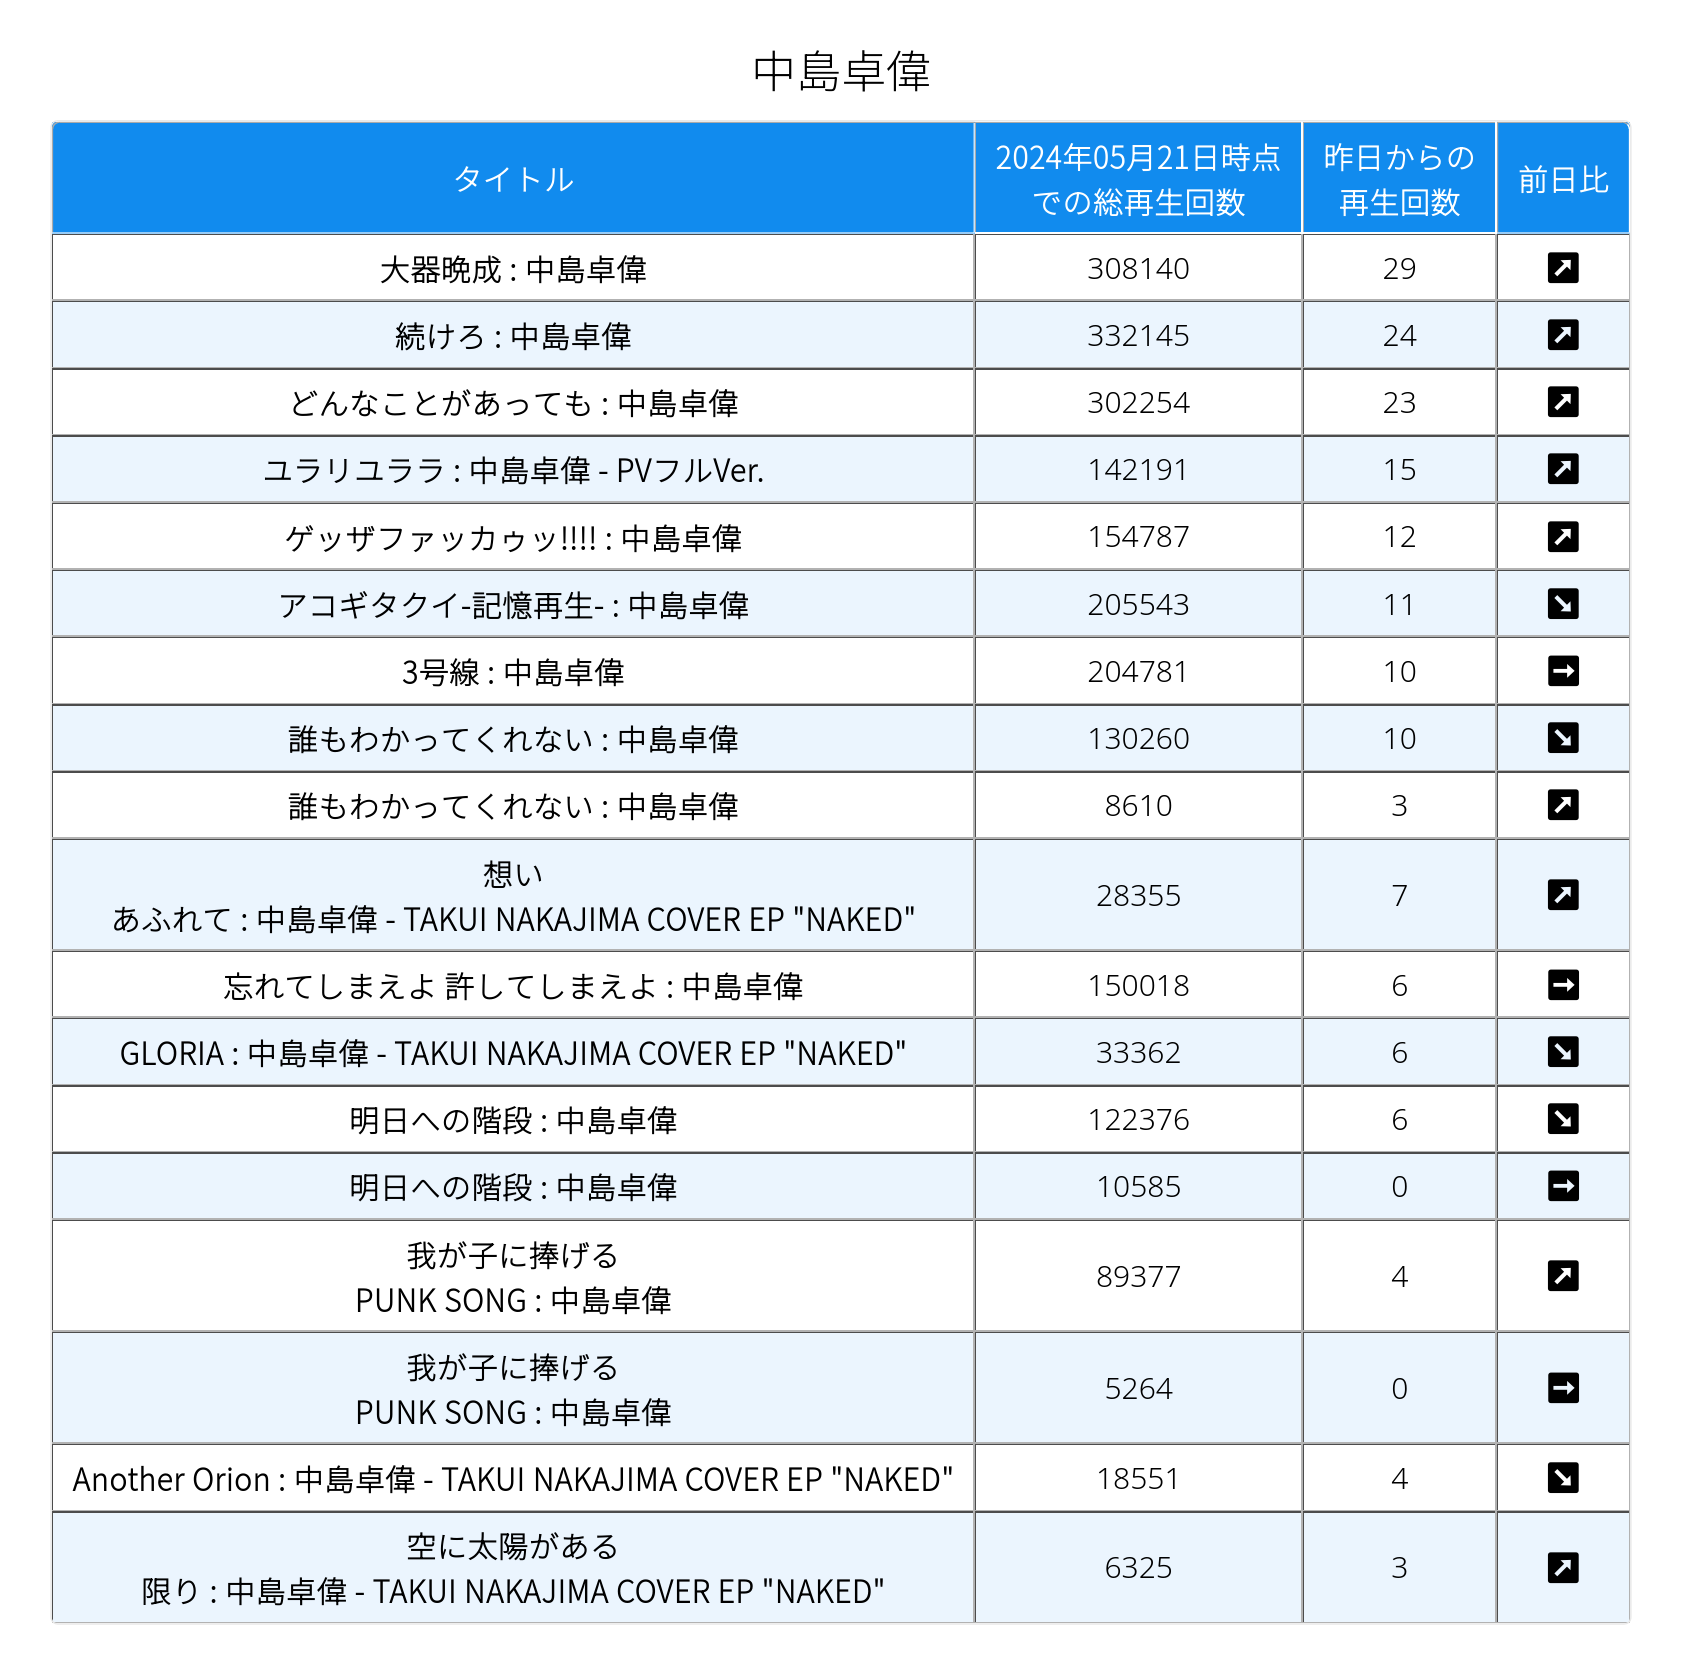 中島卓偉
タイトル 2024年05月21日時点での総再生回数 昨日からの再生回数 前日比
大器晩成 : 中島卓偉 308140 29 ↗
続けろ : 中島卓偉 332145 24 ↗
どんなことがあっても : 中島卓偉 302254 23 ↗
ユラリユララ : 中島卓偉 - PVフルVer. 142191 15 ↗
ゲッザファッカゥッ!!!! : 中島卓偉 154787 12 ↗
アコギタクイ-記憶再生- : 中島卓偉 205543 11 ↘
3号線 : 中島卓偉 204781 10 →
誰もわかってくれない : 中島卓偉 130260 10 ↘
誰もわかってくれない : 中島卓偉 8610 3 ↗
想い
あふれて : 中島卓偉 - TAKUI NAKAJIMA COVER EP "NAKED" 28355 7 ↗
忘れてしまえよ 許してしまえよ : 中島卓偉 150018 6 →
GLORIA : 中島卓偉 - TAKUI NAKAJIMA COVER EP "NAKED" 33362 6 ↘
明日への階段 : 中島卓偉 122376 6 ↘
明日への階段 : 中島卓偉 10585 0 →
我が子に捧げる
PUNK SONG : 中島卓偉 89377 4 ↗
我が子に捧げる
PUNK SONG : 中島卓偉 5264 0 →
Another Orion : 中島卓偉 - TAKUI NAKAJIMA COVER EP "NAKED" 18551 4 ↘
空に太陽がある
限り : 中島卓偉 - TAKUI NAKAJIMA COVER EP "NAKED" 6325 3 ↗